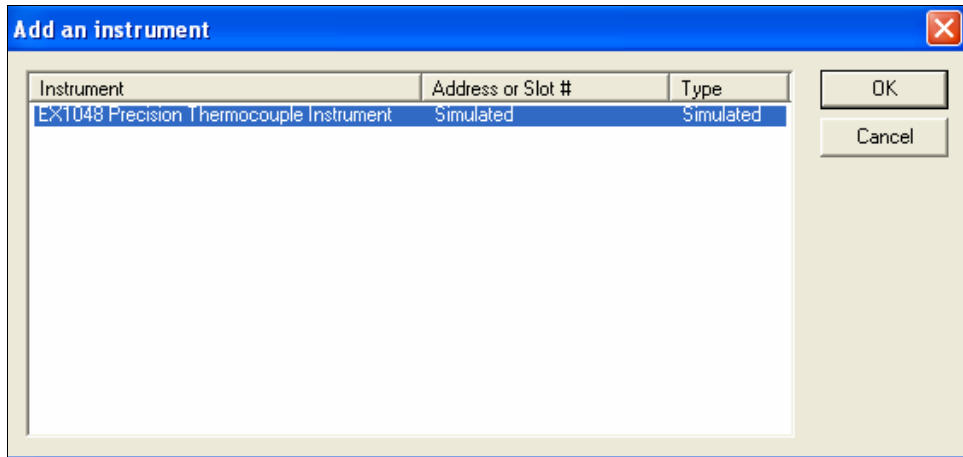 Add an instrument
Instrument Address or Slot # Type OK
EX1048 Precision Thermocouple Instrument Simulated Simulated
Cancel